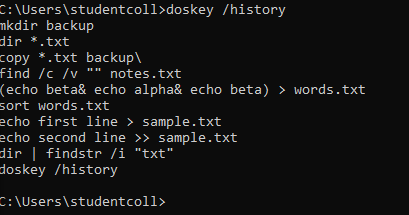 C:\Users\studentcoll>doskey /history
mkdir backup
dir *.txt
copy *.txt backup\
find /c /v "" notes.txt
(echo beta& echo alpha& echo beta) > words.txt
sort words.txt
echo first line > sample.txt
echo second line >> sample.txt
dir | findstr /i "txt"
doskey /history
C:\Users\studentcoll>